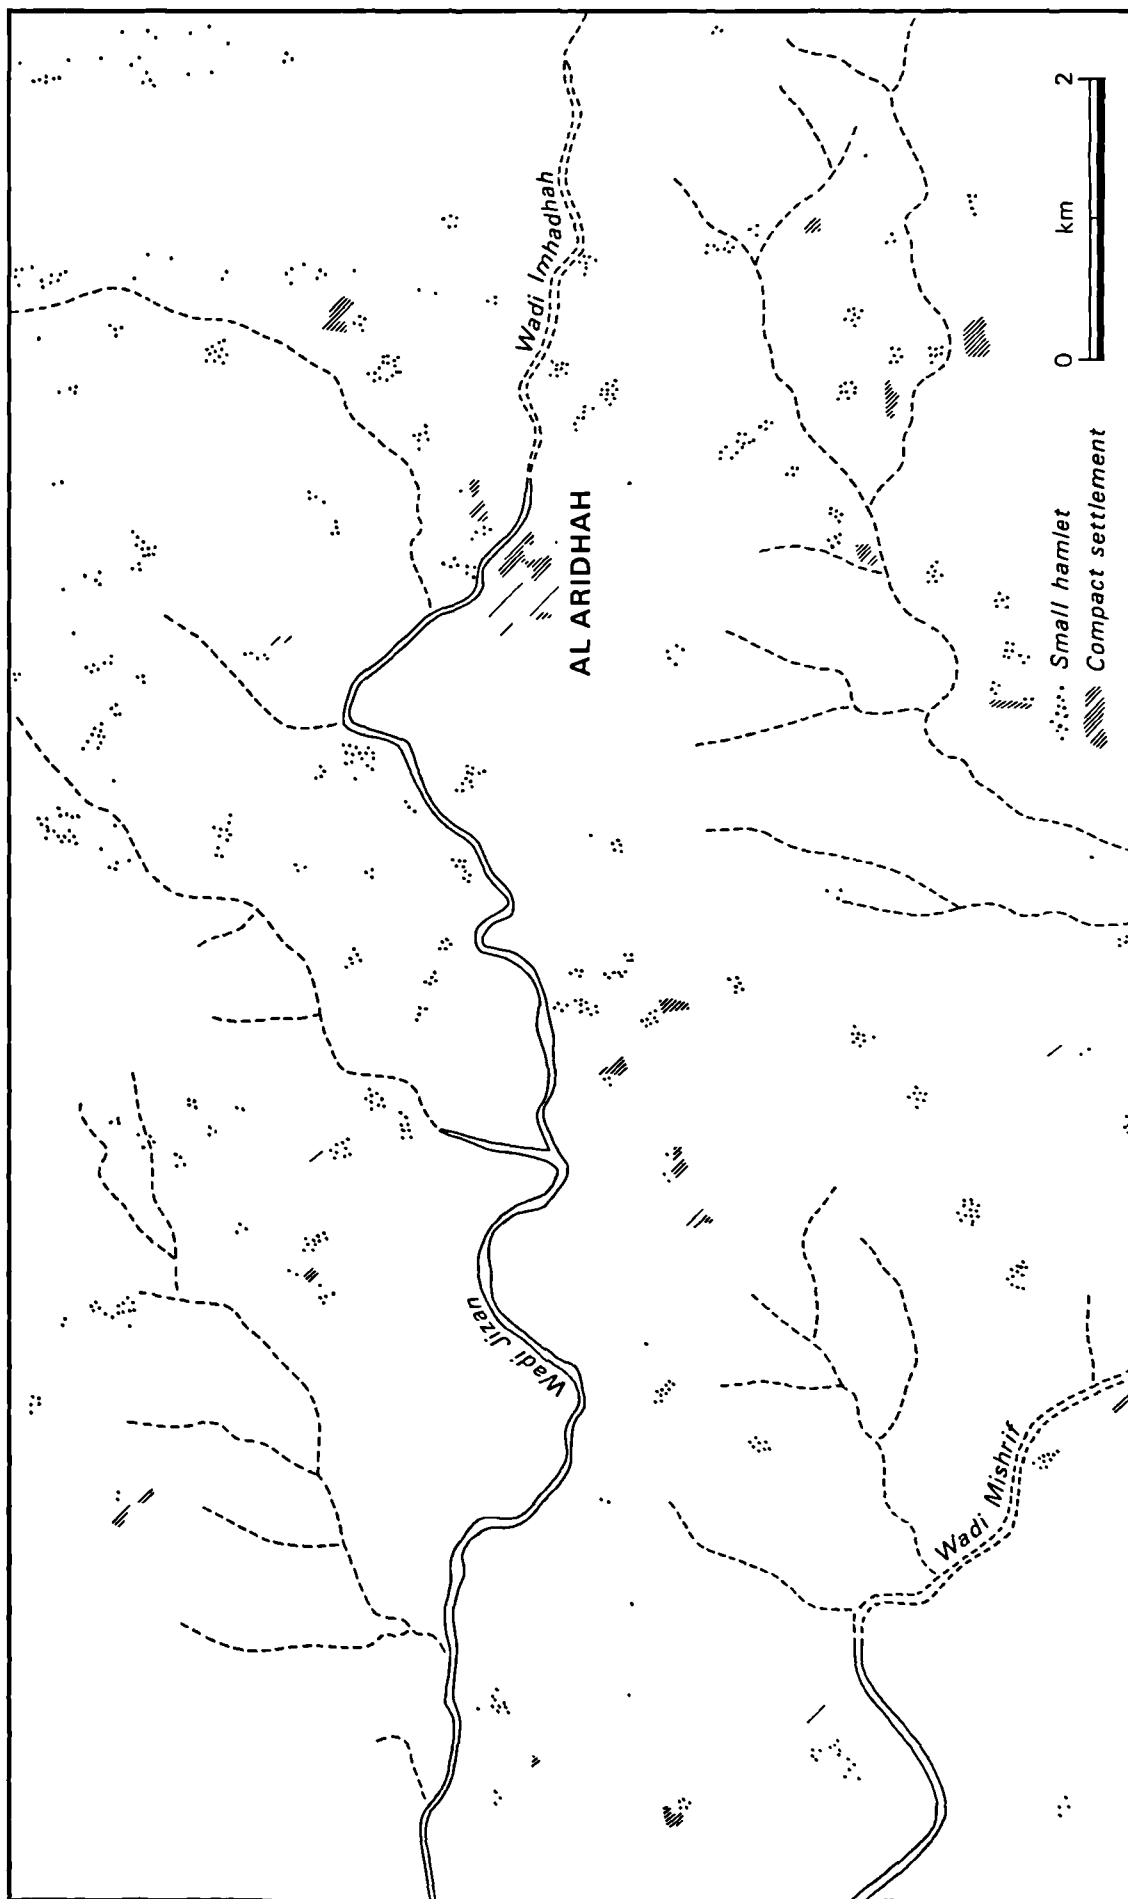 Wadi Imhadhah
AL ARIDHAH
Wadi Jizan
Wadi Mishrif
Small hamlet
Compact settlement
0 km 2